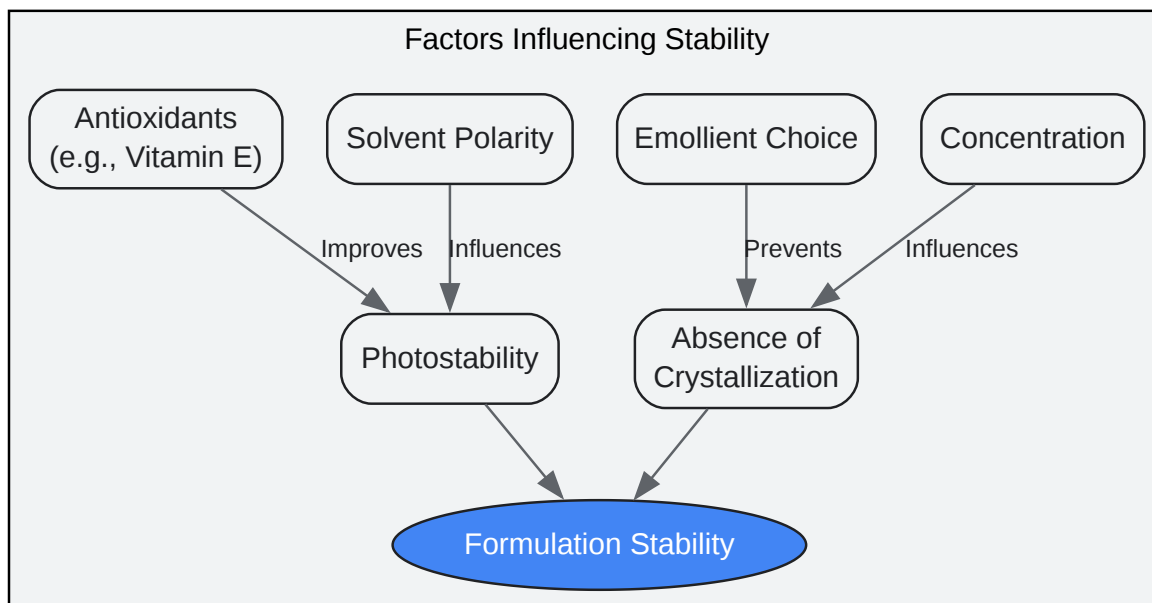 Factors Influencing Stability
Antioxidants
(e.g., Vitamin E)
Solvent Polarity
Emollient Choice
Concentration
Improves
Influences
Prevents
Influences
Photostability
Absence of
Crystallization
Formulation Stability